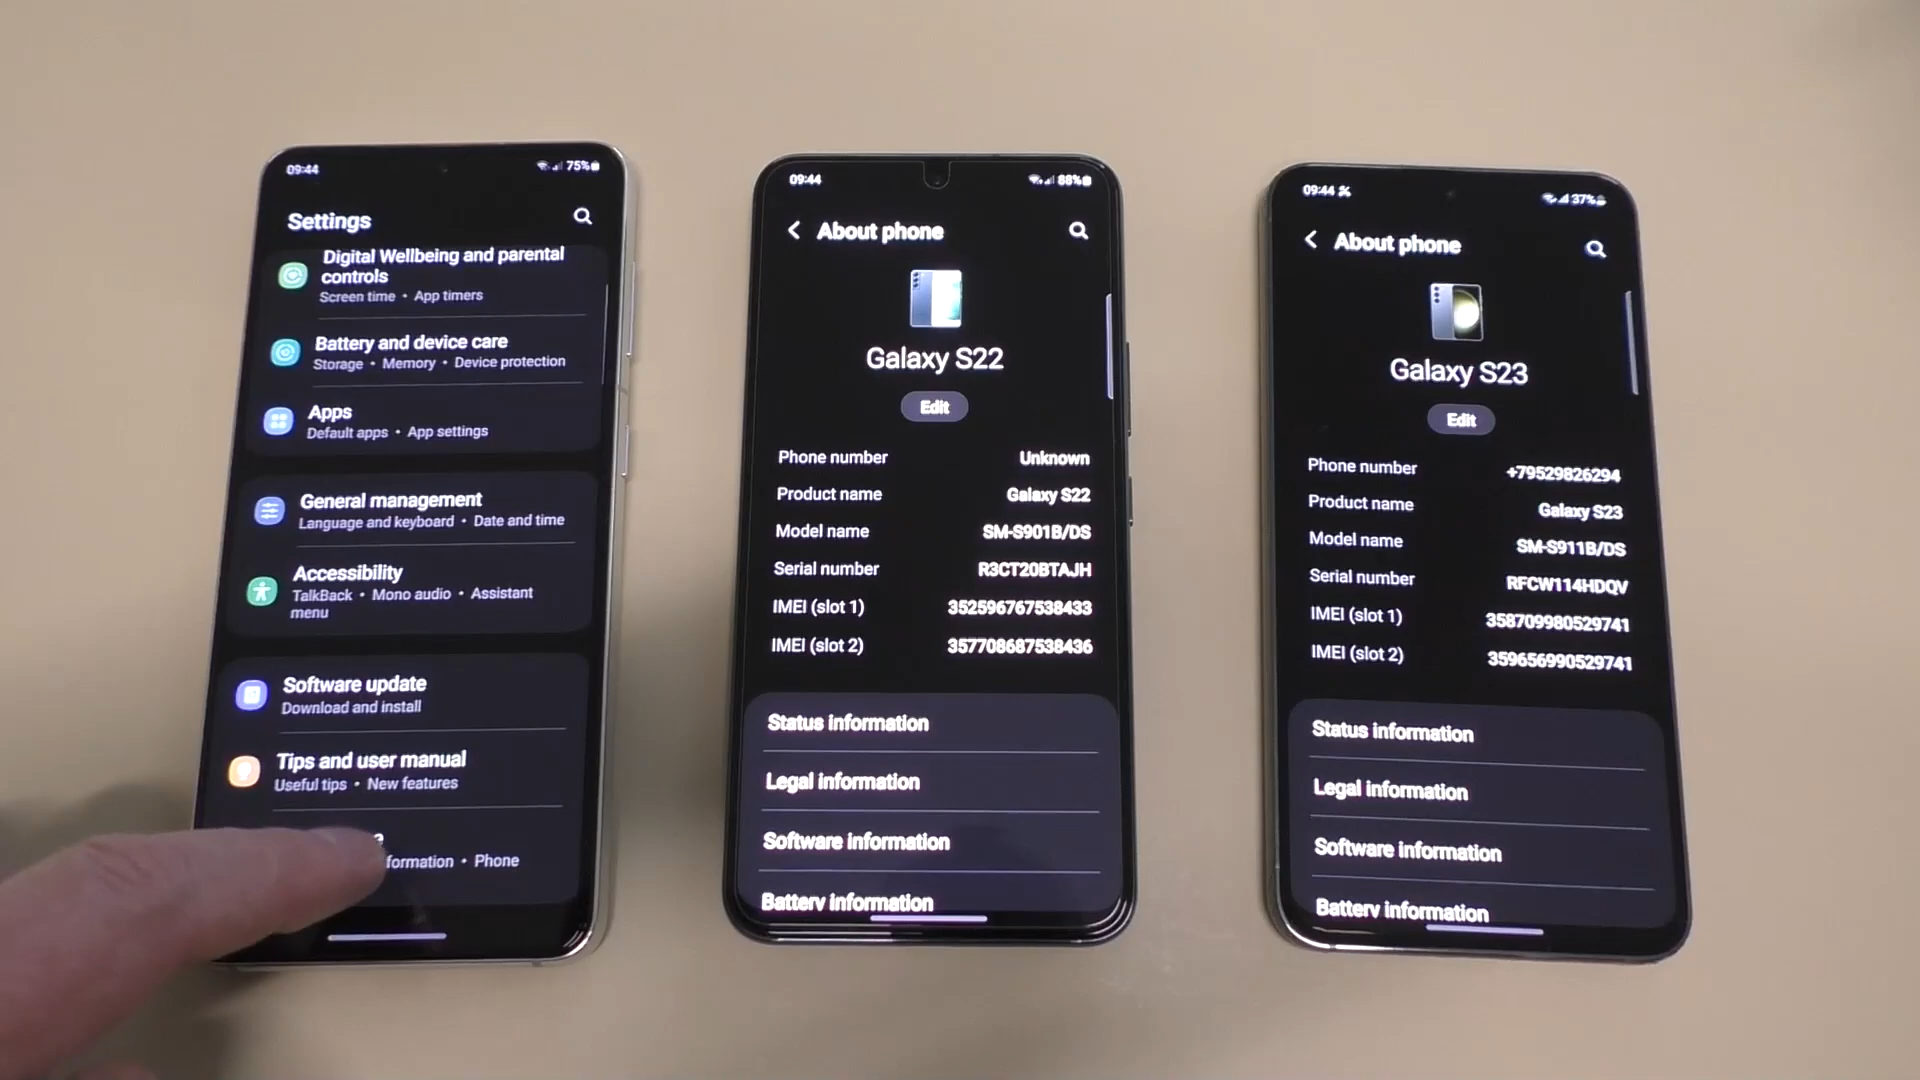 09:44
75%
Settings
Digital Wellbeing and parental
controls
Screen time • App timers
Battery and device care
Storage • Memory • Device protection
Apps
Default apps • App settings
General management
Language and keyboard • Date and time
Accessibility
TalkBack • Mono audio • Assistant
menu
Software update
Download and install
Tips and user manual
Useful tips • New features
• Phone
09:44
88%
About phone
Galaxy S22
Edit
Phone number Unknown
Product name Galaxy S22
Model name SM-S901B/DS
Serial number R3CT20BTAJH
IMEI (slot 1) 352596767538433
IMEI (slot 2) 357708687538436
Status information
Legal information
Software information
Battery information
09:44
37%
About phone
Galaxy S23
Edit
Phone number +79529826294
Product name Galaxy S23
Model name SM-S911B/DS
Serial number RFCW114HDQV
IMEI (slot 1) 358709980529741
IMEI (slot 2) 359656990529741
Status information
Legal information
Software information
Battery information